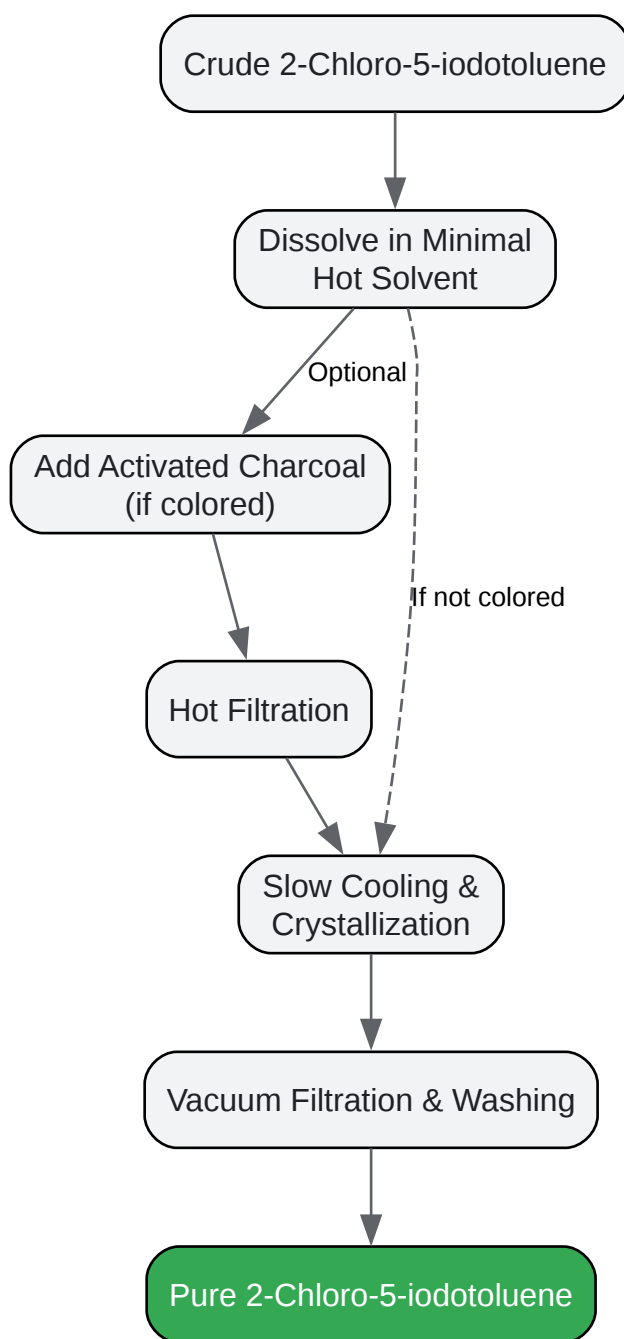 Crude 2-Chloro-5-iodotoluene
Dissolve in Minimal
Hot Solvent
Optional
Add Activated Charcoal
(if colored)
If not colored
Hot Filtration
Slow Cooling &
Crystallization
Vacuum Filtration & Washing
Pure 2-Chloro-5-iodotoluene